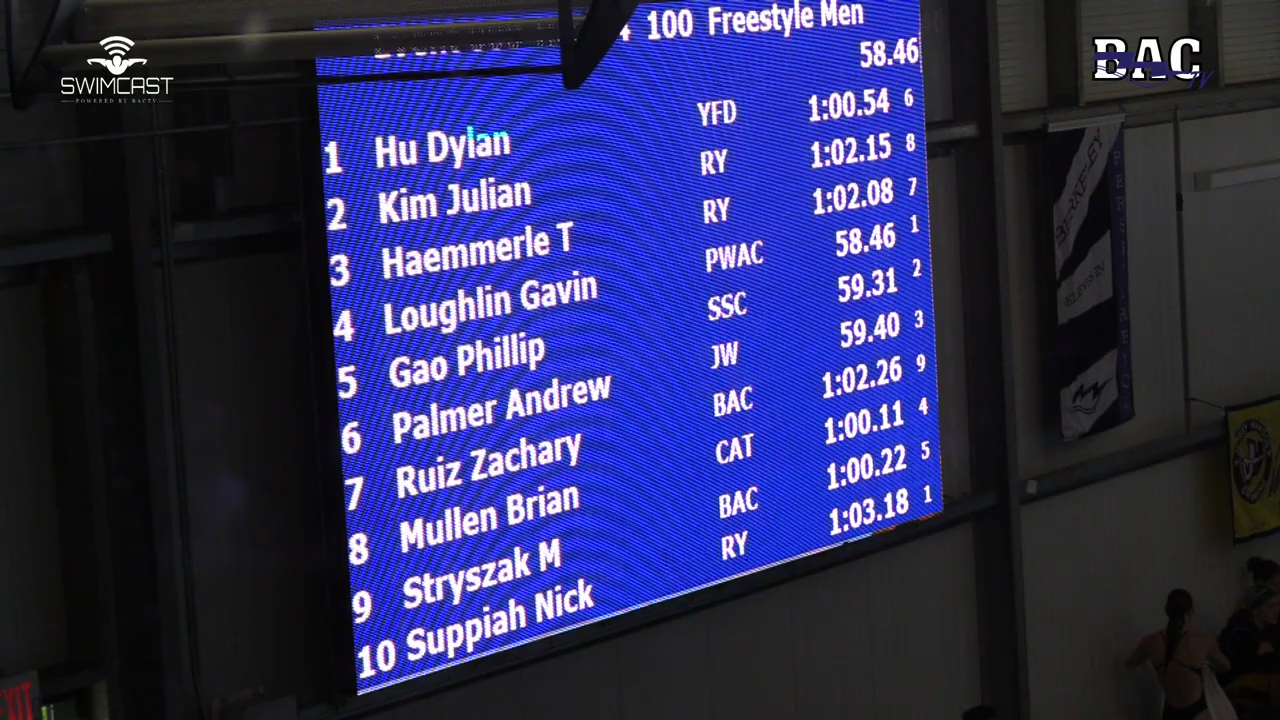 SWIMCAST
POWERED BY BACTV
BAC
4 100 Freestyle Men
58.46
1 Hu Dylan YFD 1:00.54 6
2 Kim Julian RY 1:02.15 8
3 Haemmerle T RY 1:02.08 7
4 Loughlin Gavin PWAC 58.46 1
5 Gao Phillip SSC 59.31 2
6 Palmer Andrew JW 59.40 3
7 Ruiz Zachary BAC 1:02.26 9
8 Mullen Brian CAT 1:00.11 4
9 Stryszak M BAC 1:00.22 5
10 Suppiah Nick RY 1:03.18 1
BERKELEY
EXIT